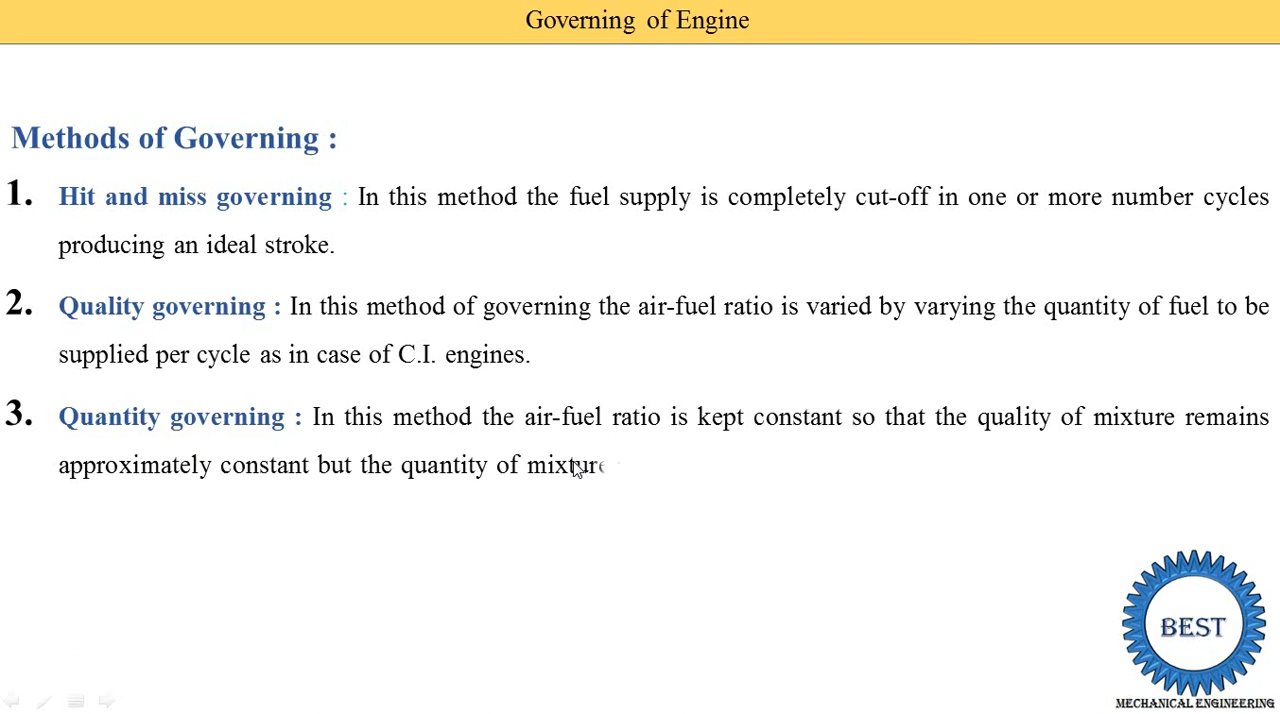 Governing of Engine
Methods of Governing :
1. Hit and miss governing : In this method the fuel supply is completely cut-off in one or more number cycles
producing an ideal stroke.
2. Quality governing : In this method of governing the air-fuel ratio is varied by varying the quantity of fuel to be
supplied per cycle as in case of C.I. engines.
3. Quantity governing : In this method the air-fuel ratio is kept constant so that the quality of mixture remains
approximately constant but the quantity of mixture
BEST
MECHANICAL ENGINEERING